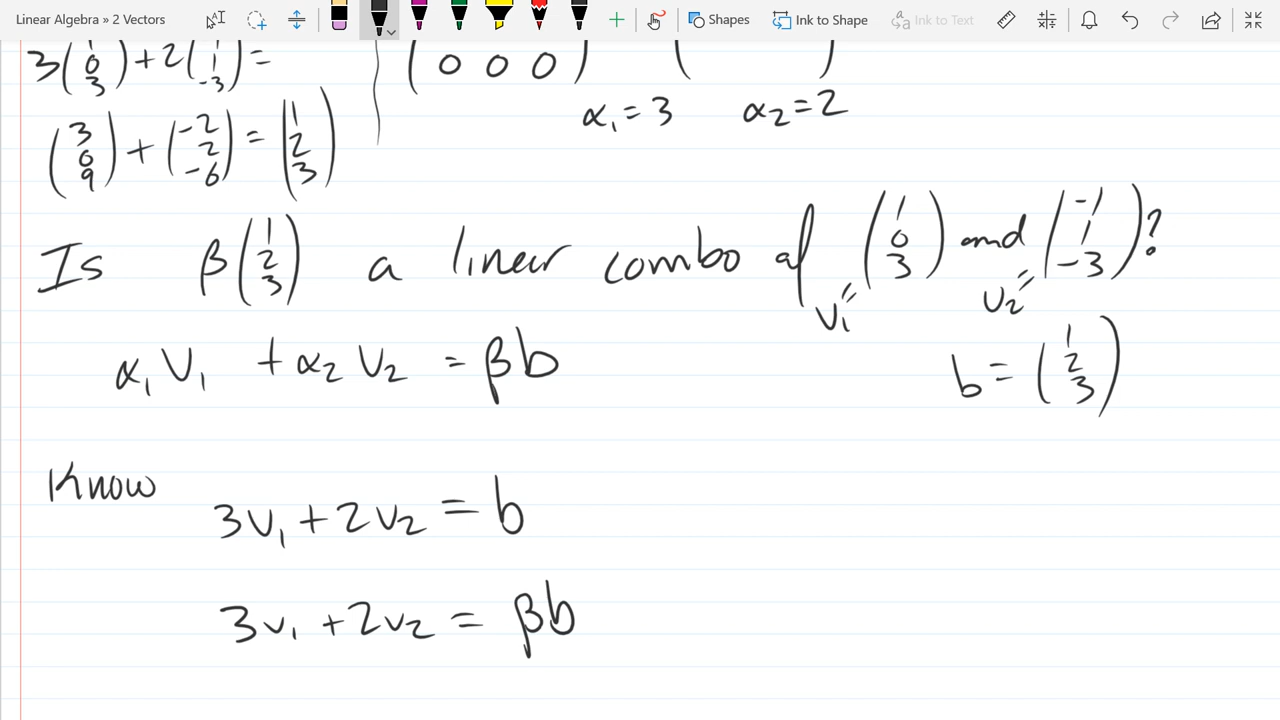 Linear Algebra » 2 Vectors
Shapes Ink to Shape Ink to Text
3(1 0 3) + 2(-1 1 -3) =
(0 0 0) ( )
α₁ = 3 α₂ = 2
(3 0 9) + (-2 2 -6) = (1 2 3)
Is β(1 2 3) a linear combo of (1 0 3) and (-1 1 -3)?
v₁ = v₂ =
α₁V₁ + α₂V₂ = βb b = (1 2 3)
Know
3v₁ + 2v₂ = b
3v₁ + 2v₂ = βb